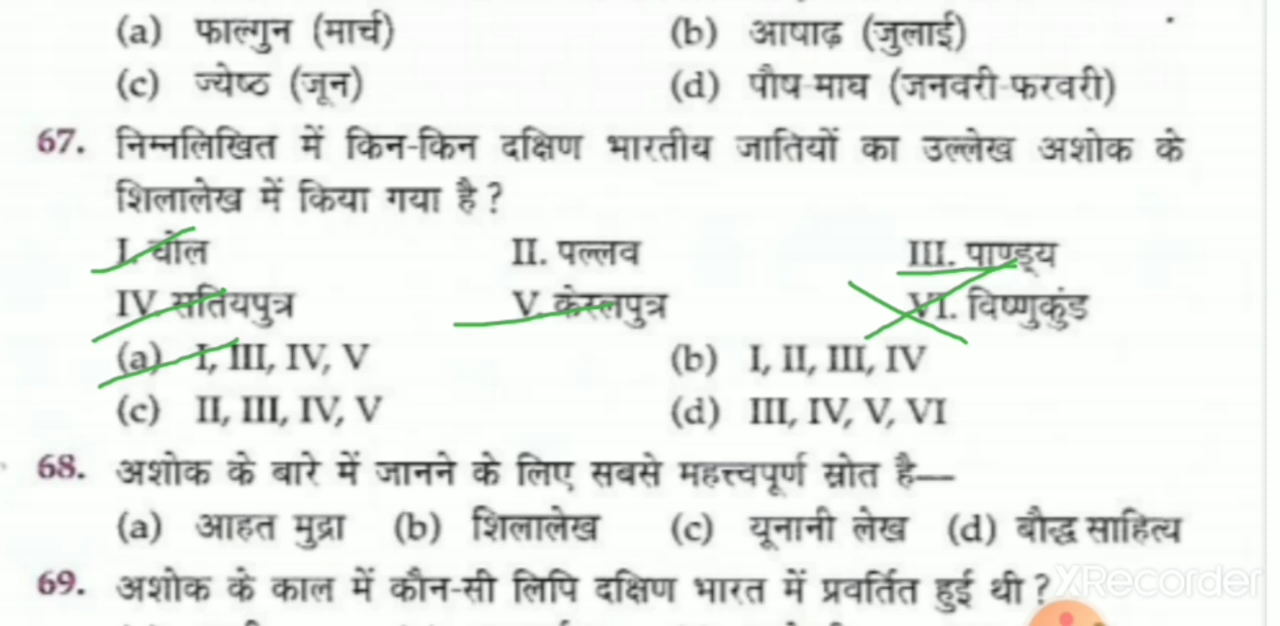 (a) फाल्गुन (मार्च) (b) आषाढ़ (जुलाई)
(c) ज्येष्ठ (जून) (d) पौष-माघ (जनवरी-फरवरी)
67. निम्नलिखित में किन-किन दक्षिण भारतीय जातियों का उल्लेख अशोक के
शिलालेख में किया गया है?
I. चोल II. पल्लव III. पाण्ड्य
IV. सतियपुत्र V. केरलपुत्र VI. विष्णुकुंड
(a) I, III, IV, V (b) I, II, III, IV
(c) II, III, IV, V (d) III, IV, V, VI
68. अशोक के बारे में जानने के लिए सबसे महत्त्वपूर्ण स्रोत है—
(a) आहत मुद्रा (b) शिलालेख (c) यूनानी लेख (d) बौद्ध साहित्य
69. अशोक के काल में कौन-सी लिपि दक्षिण भारत में प्रवर्तित हुई थी?
XRecorder